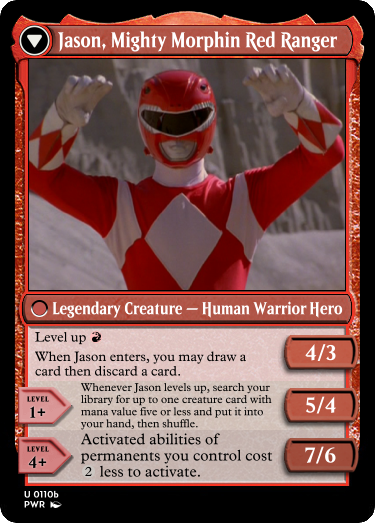 Jason, Mighty Morphin Red Ranger
Legendary Creature — Human Warrior Hero
Level up
When Jason enters, you may draw a
card then discard a card.
4/3
LEVEL
1+
Whenever Jason levels up, search your
library for up to one creature card with
mana value five or less and put it into
your hand, then shuffle.
5/4
LEVEL
4+
Activated abilities of
permanents you control cost
2 less to activate.
7/6
U 0110b
PWR